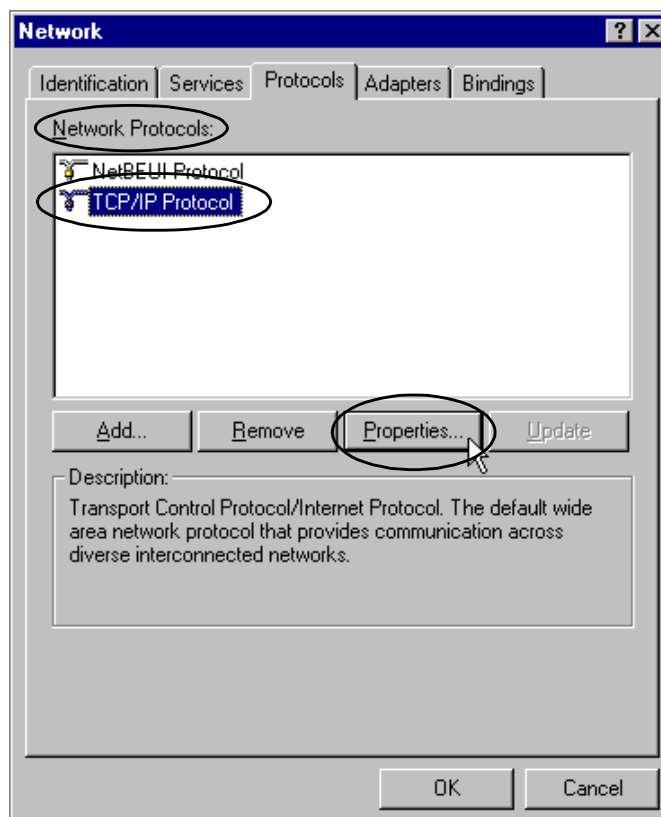 Network
Identification Services Protocols Adapters Bindings
Network Protocols:
NetBEUI Protocol
TCP/IP Protocol
Add... Remove Properties... Update
Description:
Transport Control Protocol/Internet Protocol. The default wide
area network protocol that provides communication across
diverse interconnected networks.
OK Cancel